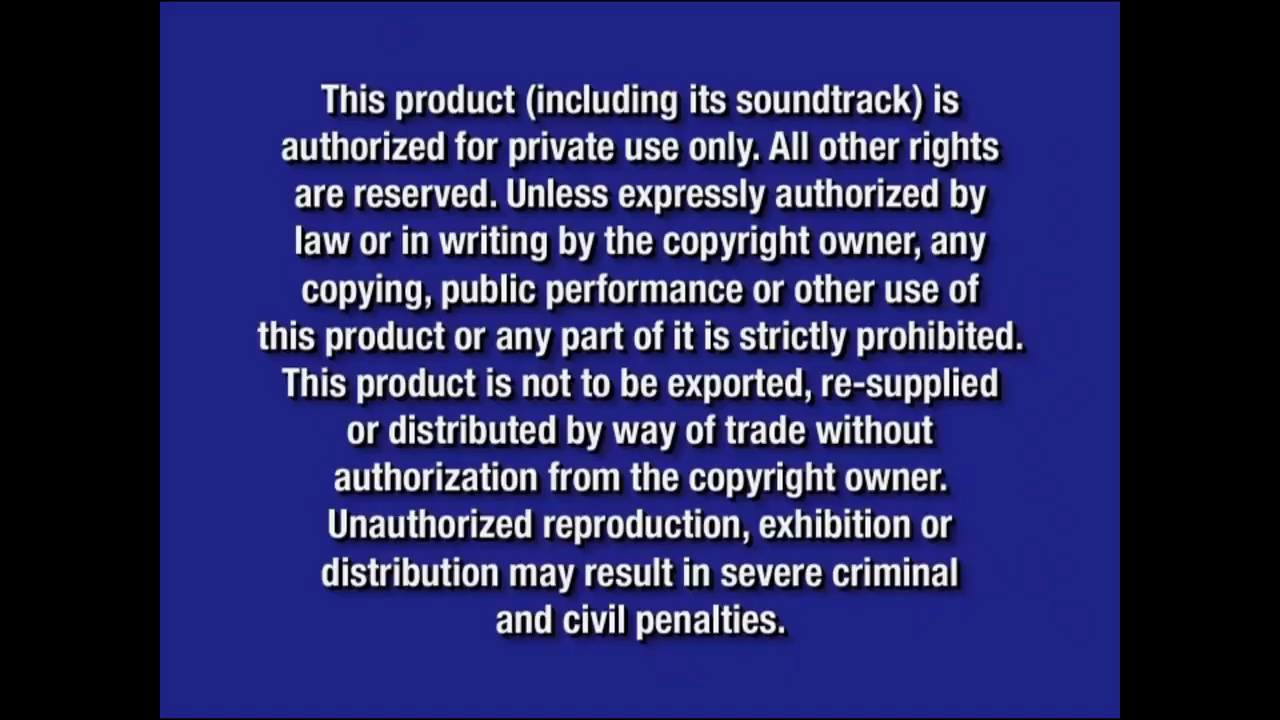 This product (including its soundtrack) is
authorized for private use only. All other rights
are reserved. Unless expressly authorized by
law or in writing by the copyright owner, any
copying, public performance or other use of
this product or any part of it is strictly prohibited.
This product is not to be exported, re-supplied
or distributed by way of trade without
authorization from the copyright owner.
Unauthorized reproduction, exhibition or
distribution may result in severe criminal
and civil penalties.